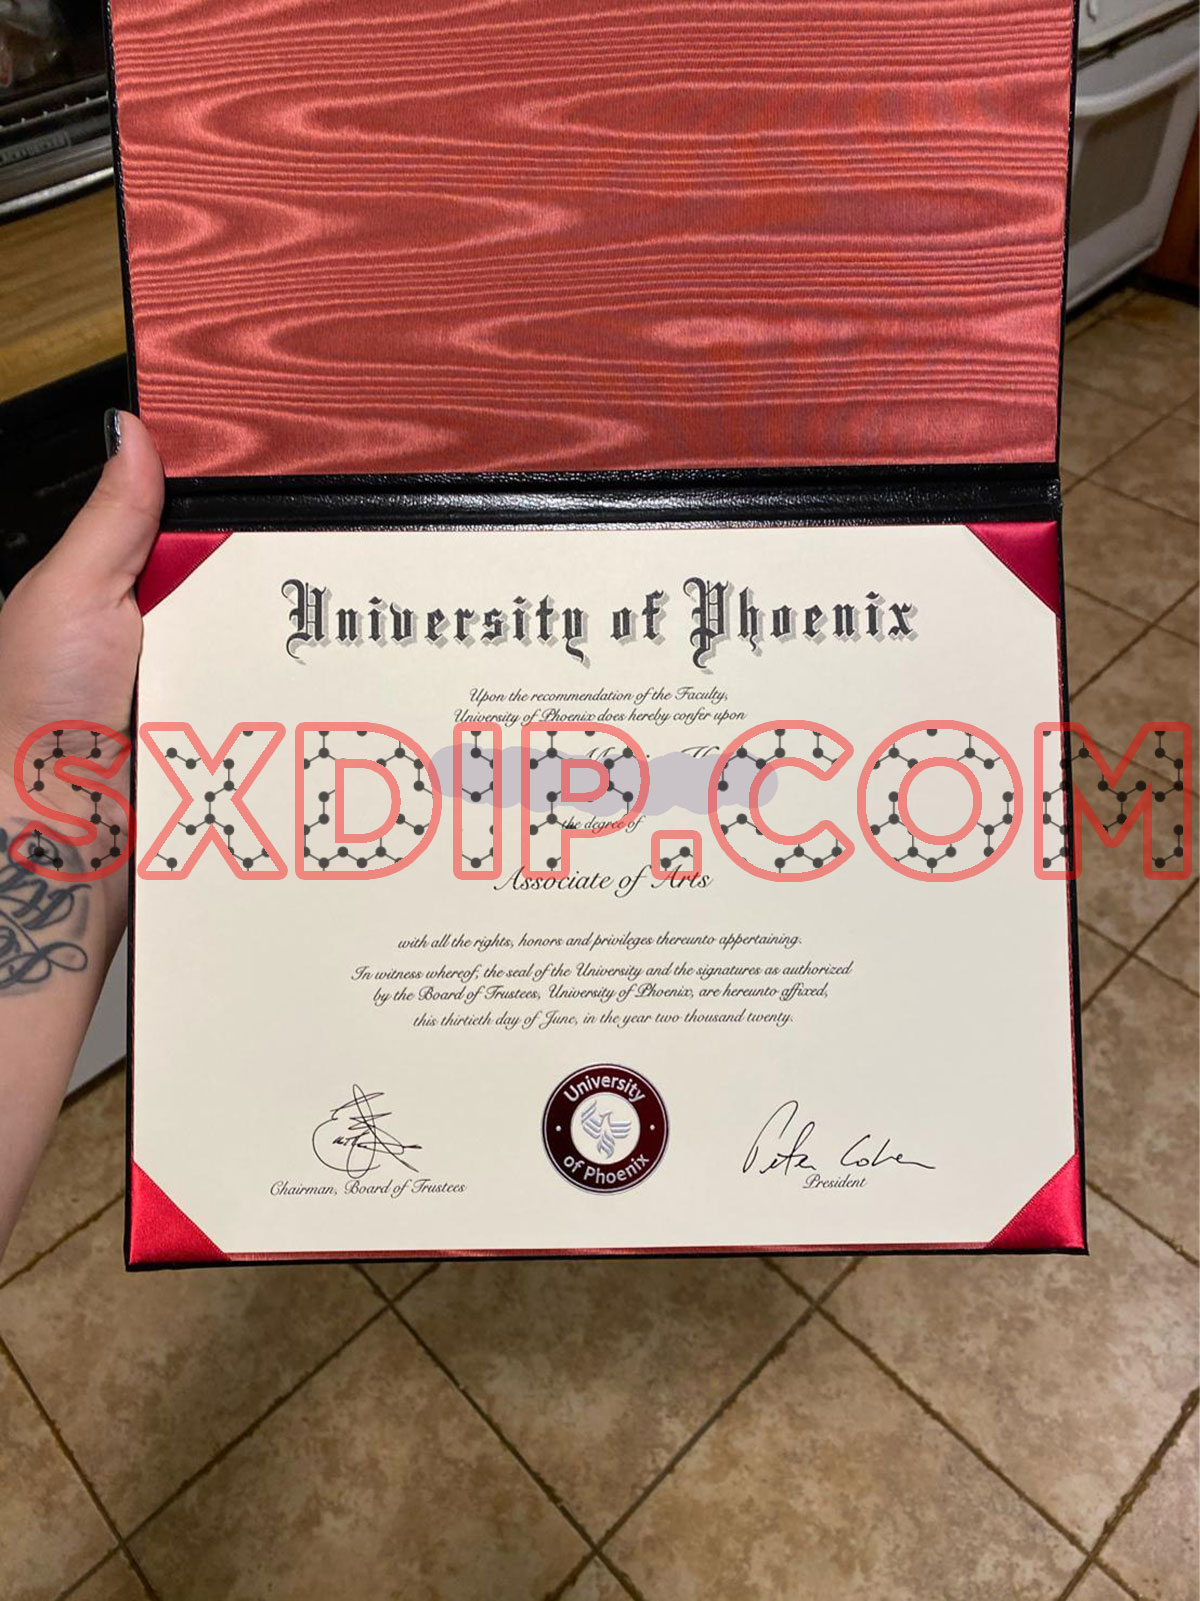 University of Phoenix
Upon the recommendation of the Faculty,
University of Phoenix does hereby confer upon
SXDIP.COM
the degree of
Associate of Arts
with all the rights, honors and privileges thereunto appertaining.
In witness whereof, the seal of the University and the signatures as authorized
by the Board of Trustees, University of Phoenix, are hereunto affixed,
this thirtieth day of June, in the year two thousand twenty.
University
of Phoenix
Peter Cohen
Chairman, Board of Trustees
President